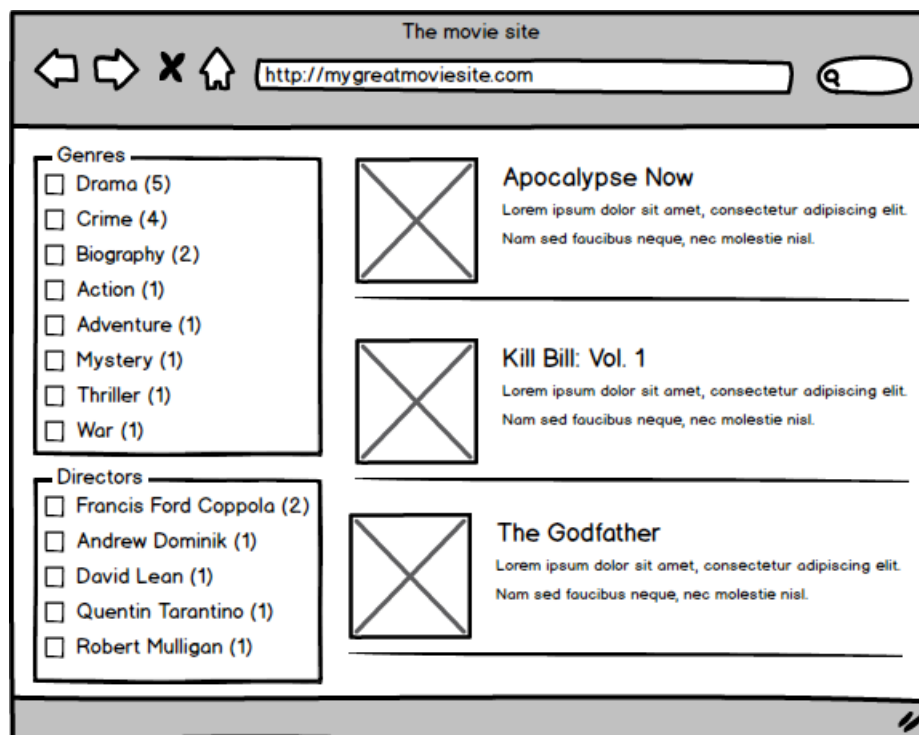 The movie site
http://mygreatmoviesite.com
Genres
Drama (5)
Crime (4)
Biography (2)
Action (1)
Adventure (1)
Mystery (1)
Thriller (1)
War (1)
Directors
Francis Ford Coppola (2)
Andrew Dominik (1)
David Lean (1)
Quentin Tarantino (1)
Robert Mulligan (1)
Apocalypse Now
Lorem ipsum dolor sit amet, consectetur adipiscing elit.
Nam sed faucibus neque, nec molestie nisl.
Kill Bill: Vol. 1
Lorem ipsum dolor sit amet, consectetur adipiscing elit.
Nam sed faucibus neque, nec molestie nisl.
The Godfather
Lorem ipsum dolor sit amet, consectetur adipiscing elit.
Nam sed faucibus neque, nec molestie nisl.